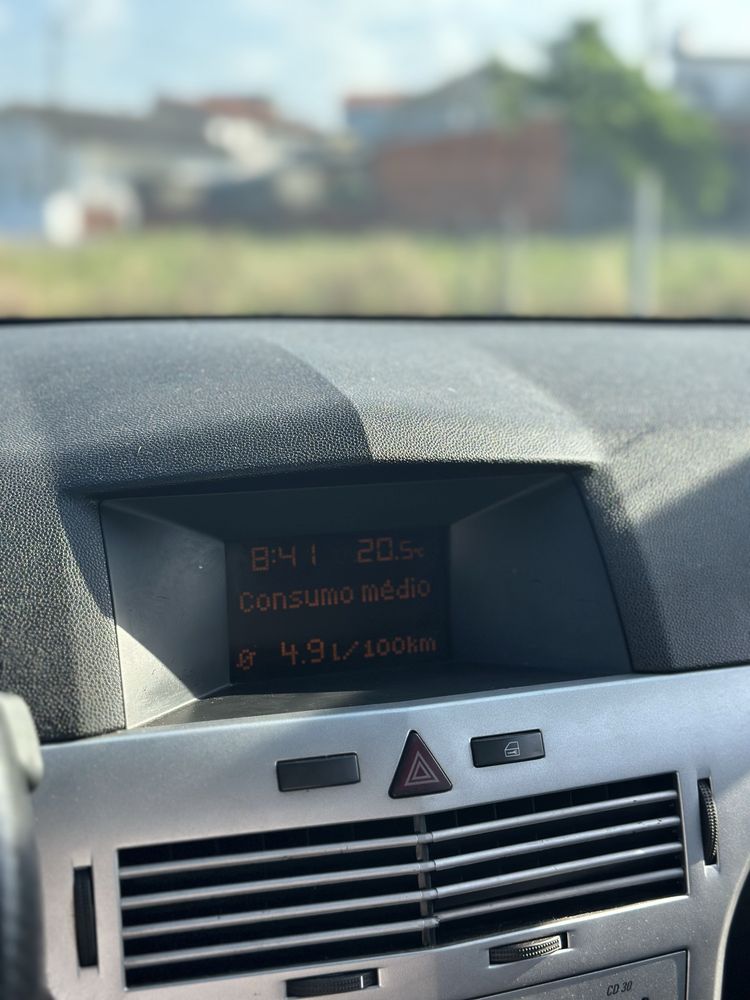 8:41 20.5°C
Consumo médio
Ø 4.9 l/100km
CD 30